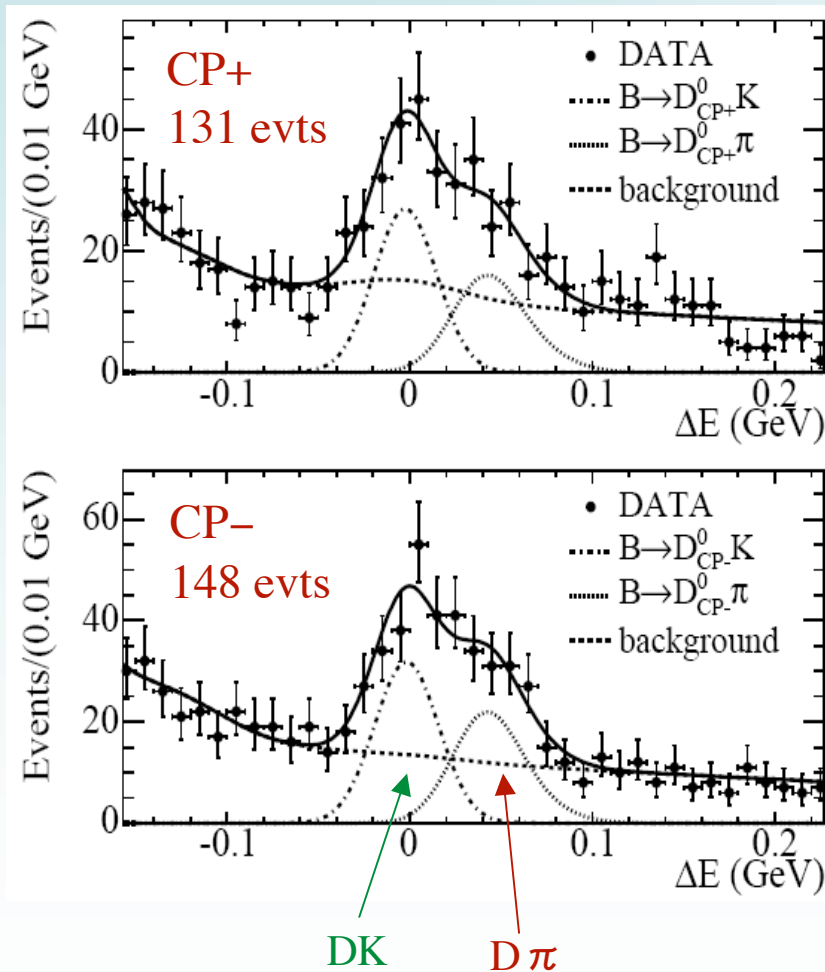 CP+
131 evts
DATA
B→D⁰CP+K
B→D⁰CP+π
background
Events/(0.01 GeV)
40
20
0
-0.1
0
0.1
0.2
ΔE (GeV)
CP−
148 evts
DATA
B→D⁰CP-K
B→D⁰CP-π
background
Events/(0.01 GeV)
60
40
20
0
-0.1
0
0.1
0.2
ΔE (GeV)
DK
Dπ